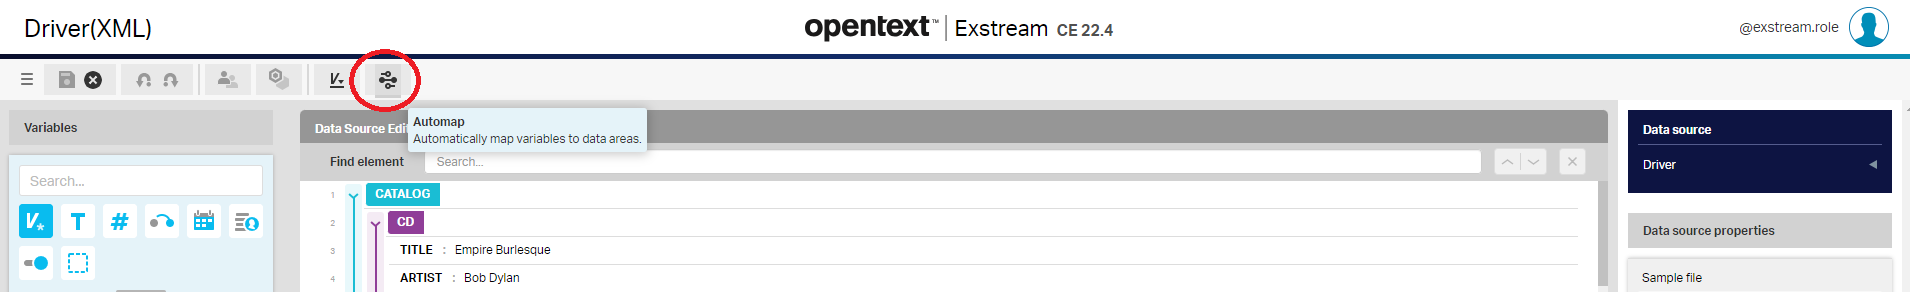 Driver(XML)
opentext™ | Exstream CE 22.4
@exstream.role
Variables
Data Source Edi
Automap
Automatically map variables to data areas.
Data source
Driver
Find element
Search...
Search...
1 CATALOG
2 CD
3 TITLE : Empire Burlesque
4 ARTIST : Bob Dylan
Data source properties
Sample file